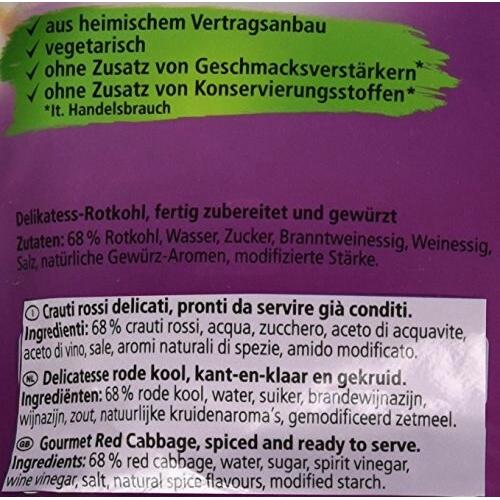 ✓ aus heimischem Vertragsanbau
✓ vegetarisch
✓ ohne Zusatz von Geschmacksverstärkern*
✓ ohne Zusatz von Konservierungsstoffen*
*lt. Handelsbrauch
Delikatess-Rotkohl, fertig zubereitet und gewürzt
Zutaten: 68 % Rotkohl, Wasser, Zucker, Branntweinessig, Weinessig,
Salz, natürliche Gewürz-Aromen, modifizierte Stärke.
I Crauti rossi delicati, pronti da servire già conditi.
Ingredienti: 68 % crauti rossi, acqua, zucchero, aceto di acquavite,
aceto di vino, sale, aromi naturali di spezie, amido modificato.
NL Delicatesse rode kool, kant-en-klaar en gekruid.
Ingrediënten: 68 % rode kool, water, suiker, brandewijnazijn,
wijnazijn, zout, natuurlijke kruidenaroma's, gemodificeerd zetmeel.
GB Gourmet Red Cabbage, spiced and ready to serve.
Ingredients: 68 % red cabbage, water, sugar, spirit vinegar,
wine vinegar, salt, natural spice flavours, modified starch.